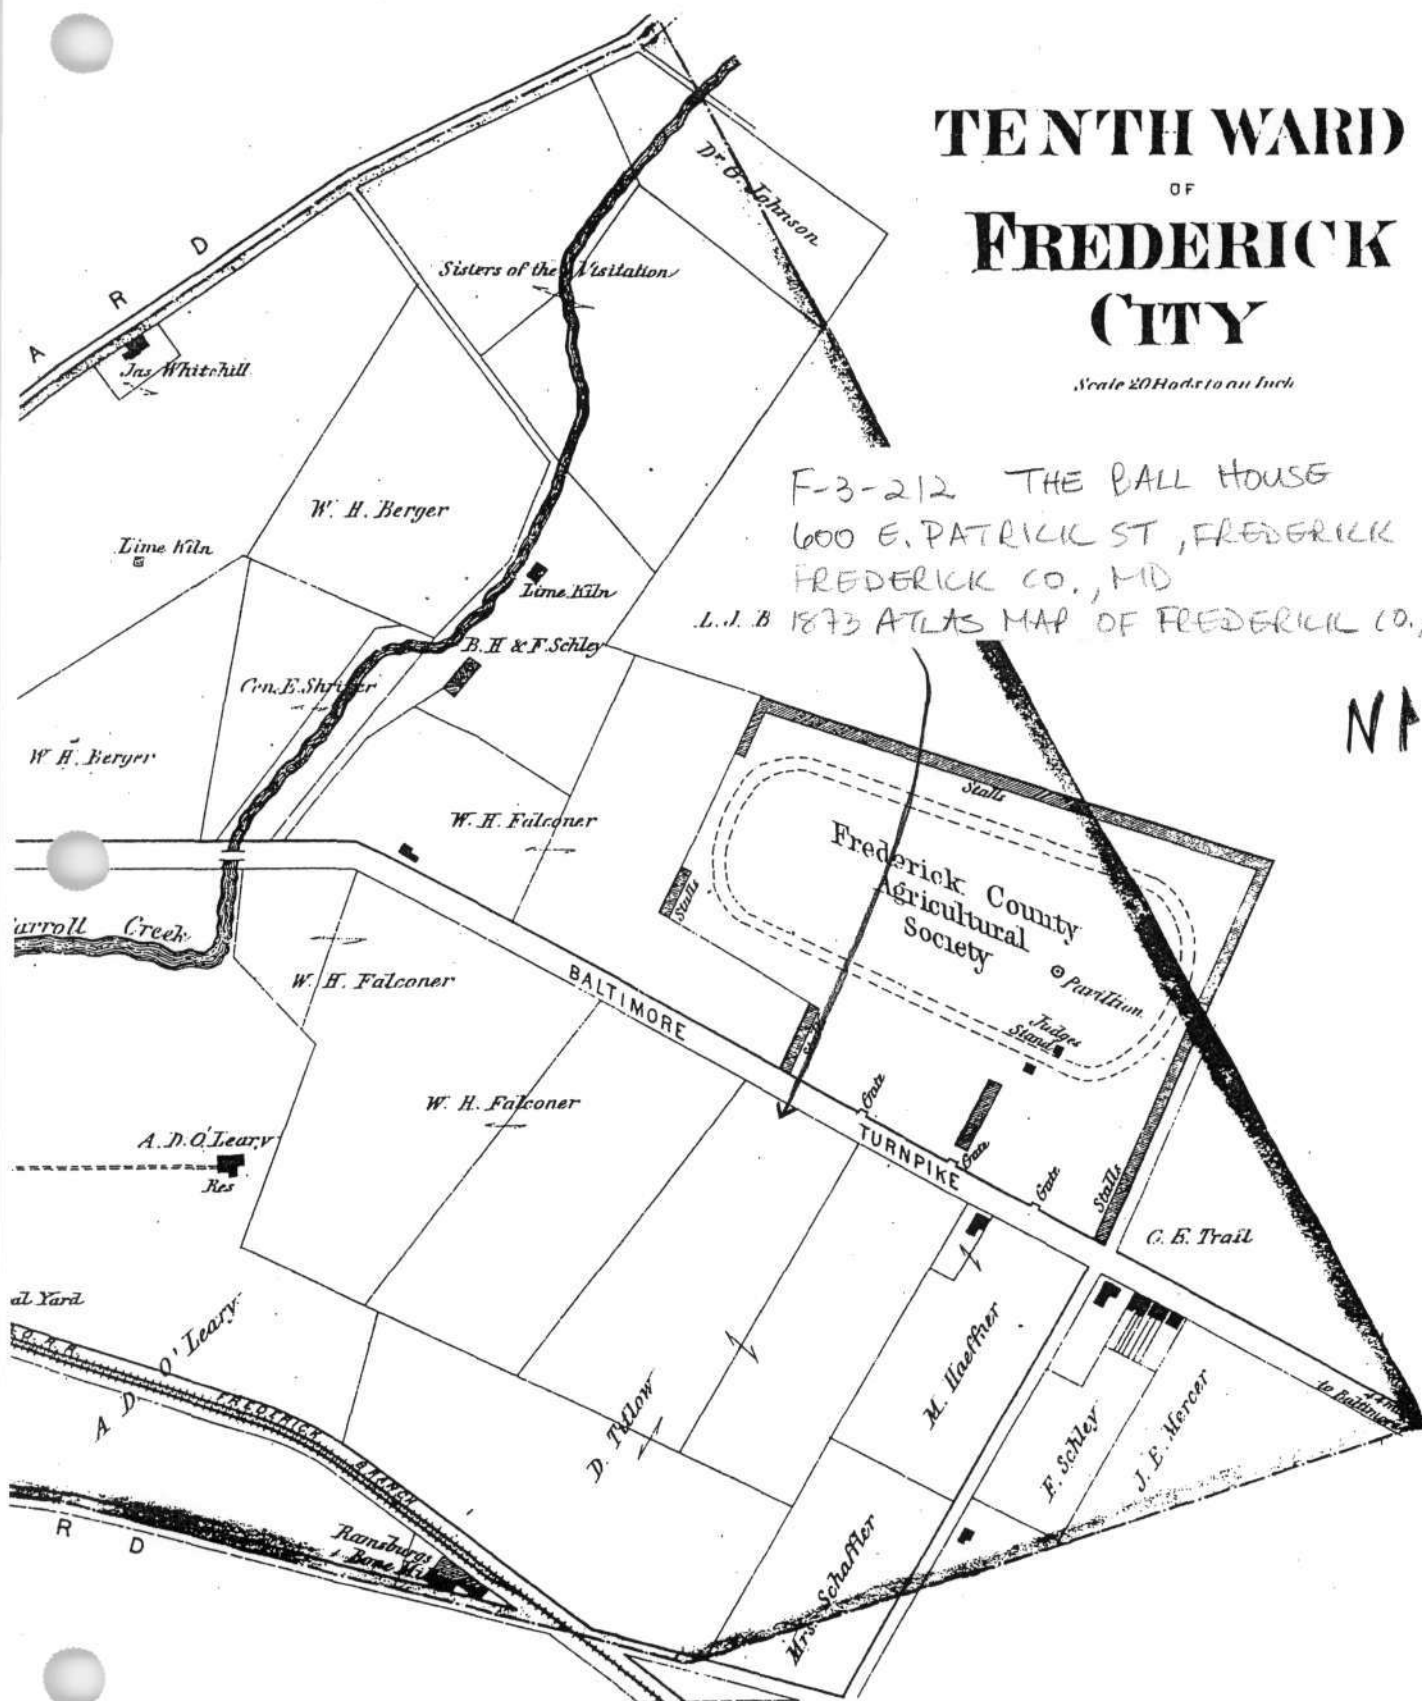 TENTH WARD
OF
FREDERICK
CITY
Scale 20 Rods to an Inch
F-3-212 THE BALL HOUSE
600 E. PATRICK ST, FREDERICK
FREDERICK CO., MD
L.J.B 1873 ATLAS MAP OF FREDERICK CO.,
N
Dr. B. Johnson
Sisters of the Visitation
A R D
Jas Whitehill
W. H. Berger
Lime Kiln
Lime Kiln
B. H & F. Schley
Gen. E. Shriver
W H. Berger
W. H. Falconer
Stalls
Frederick County
Agricultural
Society
Stalls
Pavilion
Judges
Stand
Carroll Creek
W. H. Falconer
BALTIMORE
TURNPIKE
W. H. Falconer
Gate
Gate
Gate
Stalls
A. D. O'Leary
Res
C. E. Trail
al Yard
A D O'Leary
FREDERICK
BRANCH
M. Haeffner
to Baltimore
F. Schley
J. E. Mercer
R D
Ramsburgs
Mrs. Schaffler